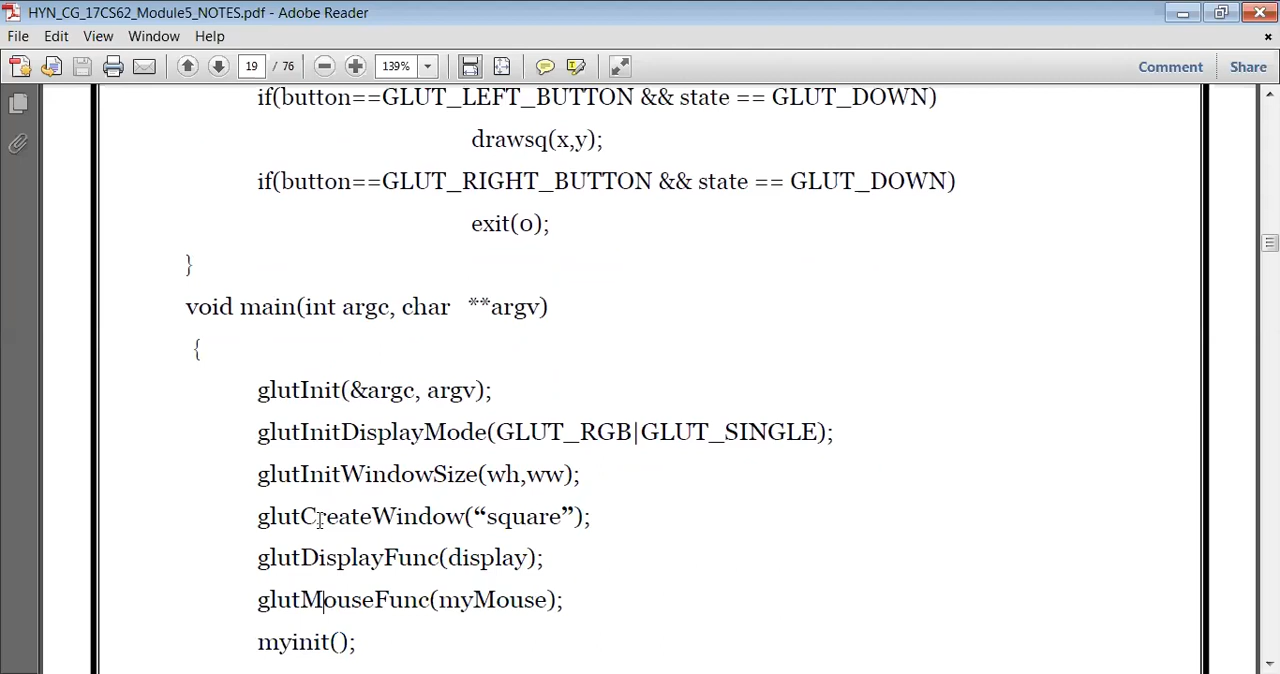 HYN_CG_17CS62_Module5_NOTES.pdf - Adobe Reader
File Edit View Window Help
19 / 76 139% Comment Share
if(button==GLUT_LEFT_BUTTON && state == GLUT_DOWN)
drawsq(x,y);
if(button==GLUT_RIGHT_BUTTON && state == GLUT_DOWN)
exit(0);
}
void main(int argc, char **argv)
{
glutInit(&argc, argv);
glutInitDisplayMode(GLUT_RGB|GLUT_SINGLE);
glutInitWindowSize(wh,ww);
glutCreateWindow(“square”);
glutDisplayFunc(display);
glutMouseFunc(myMouse);
myinit();